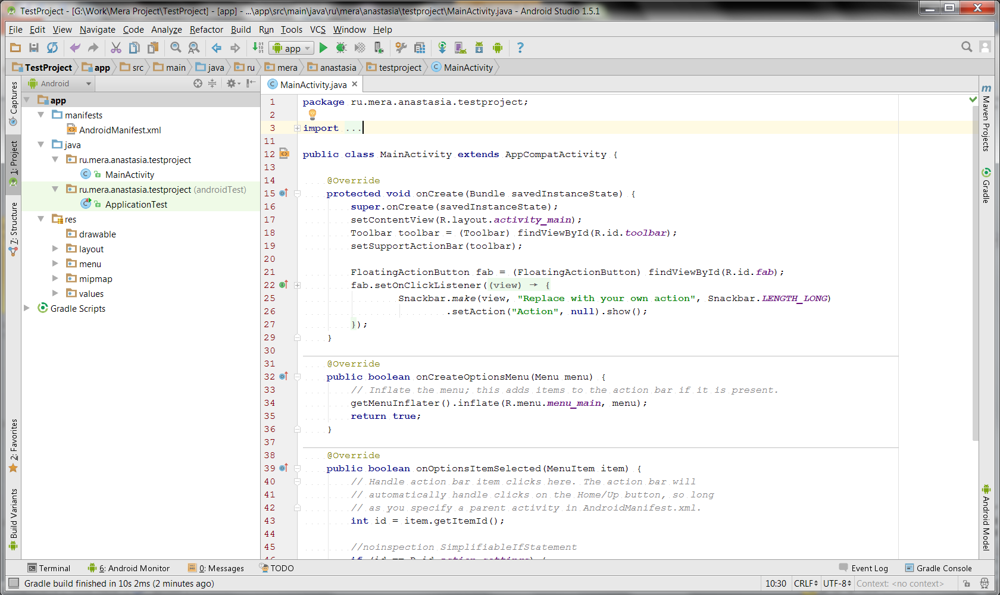 TestProject - [G:\Work\Mera Project\TestProject] - [app] - ...\app\src\main\java\ru\mera\anastasia\testproject\MainActivity.java - Android Studio 1.5.1
File Edit View Navigate Code Analyze Refactor Build Run Tools VCS Window Help
app
TestProject app src main java ru mera anastasia testproject MainActivity
Captures
1: Project
7: Structure
2: Favorites
Build Variants
Android
app
manifests
AndroidManifest.xml
java
ru.mera.anastasia.testproject
MainActivity
ru.mera.anastasia.testproject (androidTest)
ApplicationTest
res
drawable
layout
menu
mipmap
values
Gradle Scripts
MainActivity.java
1 package ru.mera.anastasia.testproject;
2
3 import ...
11
12 public class MainActivity extends AppCompatActivity {
13
14 @Override
15 protected void onCreate(Bundle savedInstanceState) {
16 super.onCreate(savedInstanceState);
17 setContentView(R.layout.activity_main);
18 Toolbar toolbar = (Toolbar) findViewById(R.id.toolbar);
19 setSupportActionBar(toolbar);
20
21 FloatingActionButton fab = (FloatingActionButton) findViewById(R.id.fab);
22 fab.setOnClickListener((view) → {
25 Snackbar.make(view, "Replace with your own action", Snackbar.LENGTH_LONG)
26 .setAction("Action", null).show();
27 });
29 }
30
31 @Override
32 public boolean onCreateOptionsMenu(Menu menu) {
33 // Inflate the menu; this adds items to the action bar if it is present.
34 getMenuInflater().inflate(R.menu.menu_main, menu);
35 return true;
36 }
37
38 @Override
39 public boolean onOptionsItemSelected(MenuItem item) {
40 // Handle action bar item clicks here. The action bar will
41 // automatically handle clicks on the Home/Up button, so long
42 // as you specify a parent activity in AndroidManifest.xml.
43 int id = item.getItemId();
44
45 //noinspection SimplifiableIfStatement
46 if (id == R.id.action_settings) {
Maven Projects
Gradle
Android Model
Terminal 6: Android Monitor 0: Messages TODO Event Log Gradle Console
Gradle build finished in 10s 2ms (2 minutes ago) 10:30 CRLF UTF-8 Context: <no context>